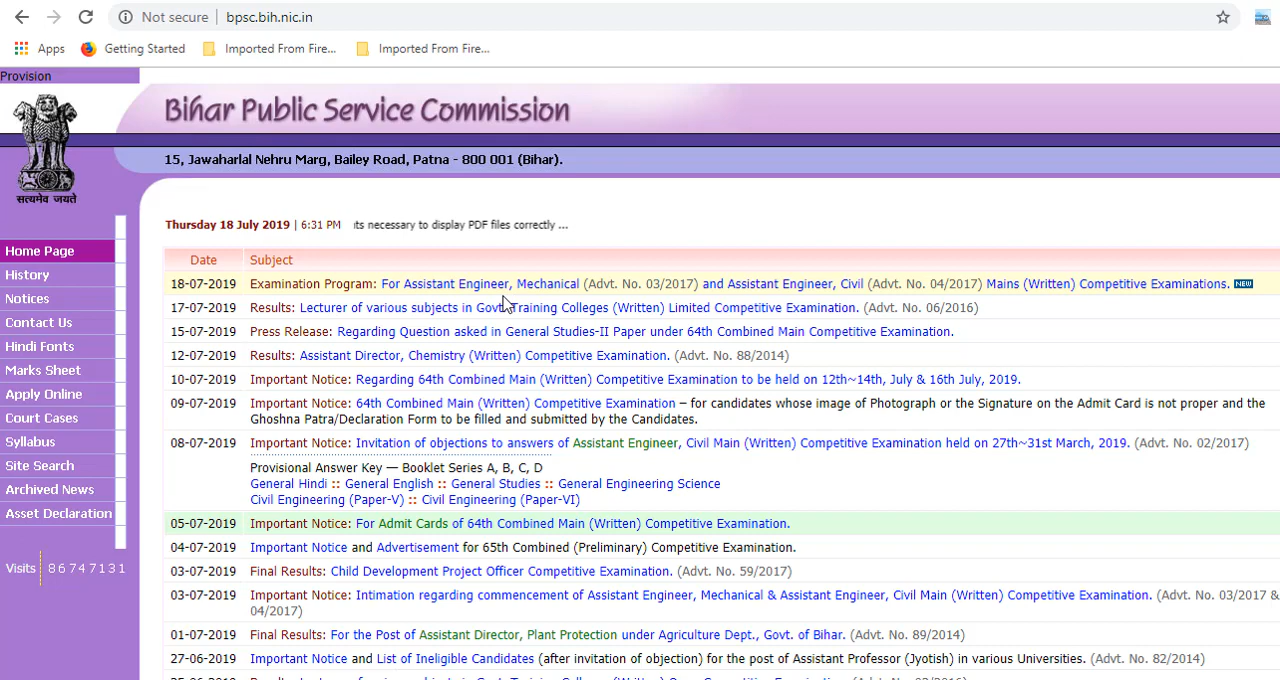 Not secure | bpsc.bih.nic.in
Apps Getting Started Imported From Fire... Imported From Fire...
Provision
Bihar Public Service Commission
15, Jawaharlal Nehru Marg, Bailey Road, Patna - 800 001 (Bihar).
सत्यमेव जयते
Thursday 18 July 2019 | 6:31 PM ts necessary to display PDF files correctly ...
Home Page
History
Notices
Contact Us
Hindi Fonts
Marks Sheet
Apply Online
Court Cases
Syllabus
Site Search
Archived News
Asset Declaration
Visits 8 6 7 4 7 1 3 1
Date Subject
18-07-2019 Examination Program: For Assistant Engineer, Mechanical (Advt. No. 03/2017) and Assistant Engineer, Civil (Advt. No. 04/2017) Mains (Written) Competitive Examinations. NEW
17-07-2019 Results: Lecturer of various subjects in Govt. Training Colleges (Written) Limited Competitive Examination. (Advt. No. 06/2016)
15-07-2019 Press Release: Regarding Question asked in General Studies-II Paper under 64th Combined Main Competitive Examination.
12-07-2019 Results: Assistant Director, Chemistry (Written) Competitive Examination. (Advt. No. 88/2014)
10-07-2019 Important Notice: Regarding 64th Combined Main (Written) Competitive Examination to be held on 12th~14th, July & 16th July, 2019.
09-07-2019 Important Notice: 64th Combined Main (Written) Competitive Examination – for candidates whose image of Photograph or the Signature on the Admit Card is not proper and the
Ghoshna Patra/Declaration Form to be filled and submitted by the Candidates.
08-07-2019 Important Notice: Invitation of objections to answers of Assistant Engineer, Civil Main (Written) Competitive Examination held on 27th~31st March, 2019. (Advt. No. 02/2017)
Provisional Answer Key — Booklet Series A, B, C, D
General Hindi :: General English :: General Studies :: General Engineering Science
Civil Engineering (Paper-V) :: Civil Engineering (Paper-VI)
05-07-2019 Important Notice: For Admit Cards of 64th Combined Main (Written) Competitive Examination.
04-07-2019 Important Notice and Advertisement for 65th Combined (Preliminary) Competitive Examination.
03-07-2019 Final Results: Child Development Project Officer Competitive Examination. (Advt. No. 59/2017)
03-07-2019 Important Notice: Intimation regarding commencement of Assistant Engineer, Mechanical & Assistant Engineer, Civil Main (Written) Competitive Examination. (Advt. No. 03/2017 &
04/2017)
01-07-2019 Final Results: For the Post of Assistant Director, Plant Protection under Agriculture Dept., Govt. of Bihar. (Advt. No. 89/2014)
27-06-2019 Important Notice and List of Ineligible Candidates (after invitation of objection) for the post of Assistant Professor (Jyotish) in various Universities. (Advt. No. 82/2014)